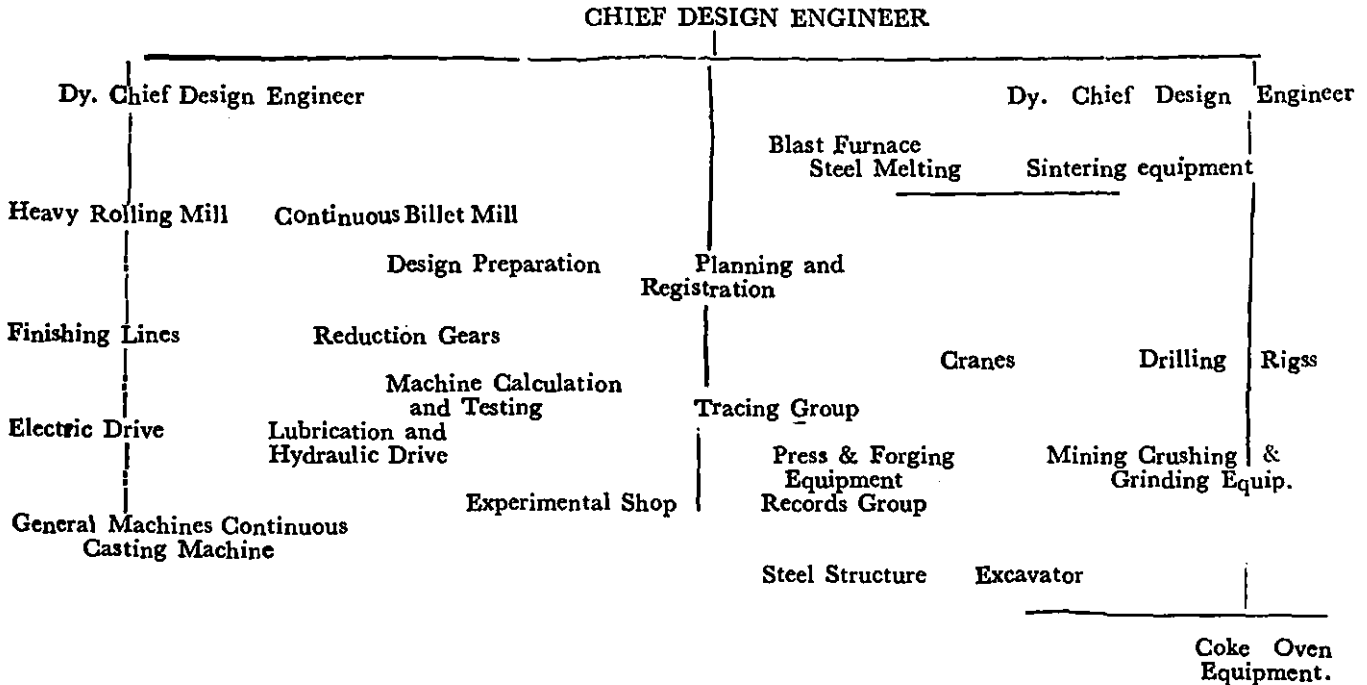 CHIEF DESIGN ENGINEER
Dy. Chief Design Engineer
Dy. Chief Design Engineer
Blast Furnace
Steel Melting Sintering equipment
Heavy Rolling Mill Continuous Billet Mill
Design Preparation Planning and
Registration
Finishing Lines Reduction Gears
Cranes Drilling Rigss
Machine Calculation
and Testing Tracing Group
Electric Drive Lubrication and
Hydraulic Drive
Press & Forging
Equipment
Mining Crushing &
Grinding Equip.
Experimental Shop Records Group
General Machines Continuous
Casting Machine
Steel Structure Excavator
Coke Oven
Equipment.